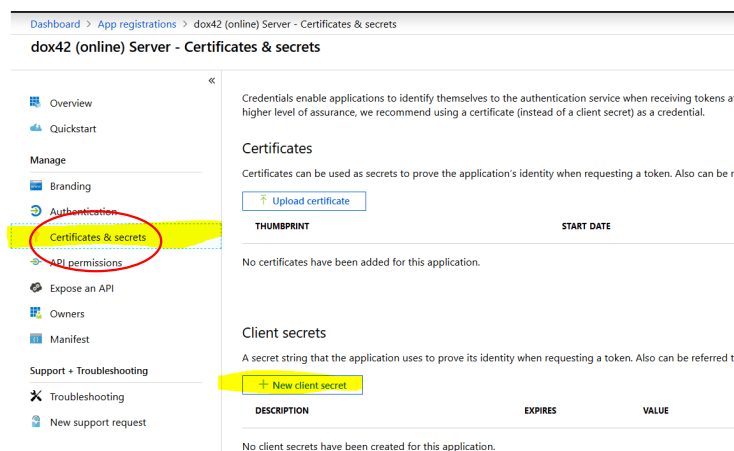 Dashboard > App registrations > dox42 (online) Server - Certificates & secrets
dox42 (online) Server - Certificates & secrets
«
Overview
Quickstart
Manage
Branding
Authentication
Certificates & secrets
API permissions
Expose an API
Owners
Manifest
Support + Troubleshooting
Troubleshooting
New support request
Credentials enable applications to identify themselves to the authentication service when receiving tokens a
higher level of assurance, we recommend using a certificate (instead of a client secret) as a credential.
Certificates
Certificates can be used as secrets to prove the application's identity when requesting a token. Also can be r
Upload certificate
THUMBPRINT START DATE
No certificates have been added for this application.
Client secrets
A secret string that the application uses to prove its identity when requesting a token. Also can be referred t
+ New client secret
DESCRIPTION EXPIRES VALUE
No client secrets have been created for this application.